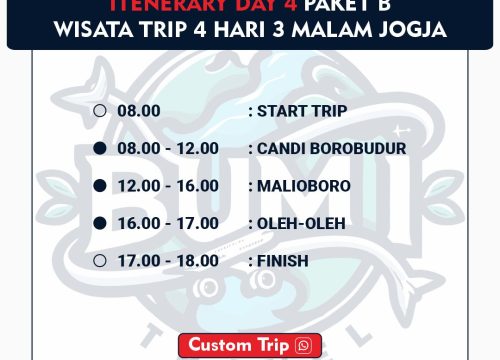 ITENERARY DAY 4 PAKET B
WISATA TRIP 4 HARI 3 MALAM JOGJA
08.00 : START TRIP
08.00 - 12.00 : CANDI BOROBUDUR
12.00 - 16.00 : MALIOBORO
16.00 - 17.00 : OLEH-OLEH
17.00 - 18.00 : FINISH
BUMI
Custom Trip